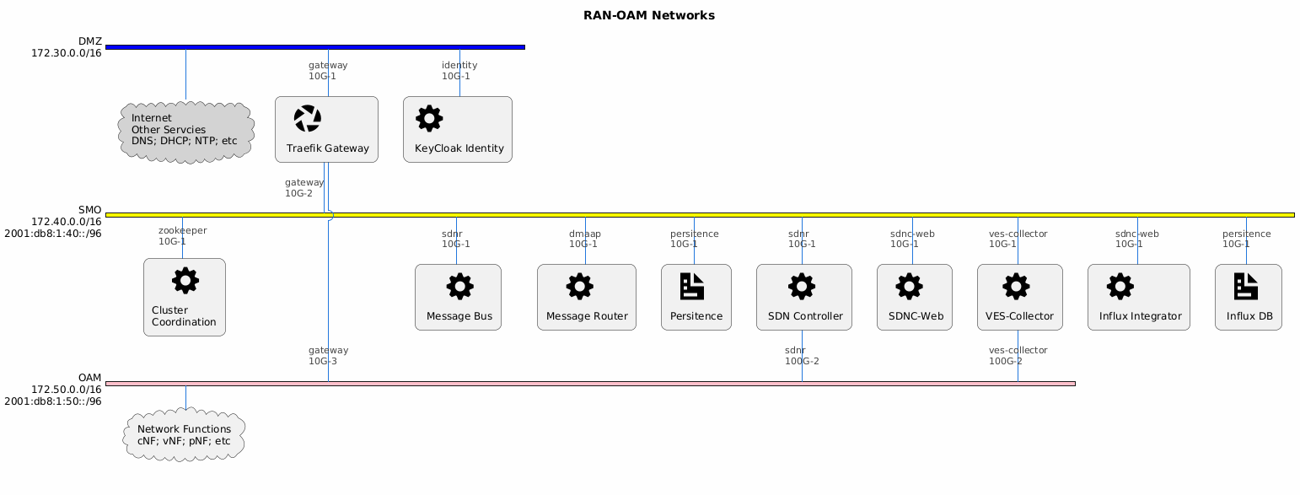 RAN-OAM Networks
DMZ
172.30.0.0/16
gateway
10G-1
identity
10G-1
Internet
Other Servcies
DNS; DHCP; NTP; etc
Traefik Gateway
KeyCloak Identity
gateway
10G-2
SMO
172.40.0.0/16
2001:db8:1:40::/96
zookeeper
10G-1
sdnr
10G-1
dmaap
10G-1
persitence
10G-1
sdnr
10G-1
sdnc-web
10G-1
ves-collector
10G-1
sdnc-web
10G-1
persitence
10G-1
Cluster
Coordination
Message Bus
Message Router
Persitence
SDN Controller
SDNC-Web
VES-Collector
Influx Integrator
Influx DB
gateway
10G-3
sdnr
100G-2
ves-collector
100G-2
OAM
172.50.0.0/16
2001:db8:1:50::/96
Network Functions
cNF; vNF; pNF; etc